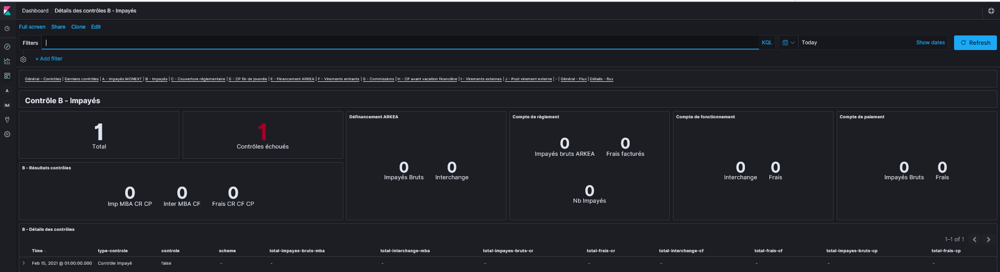 Dashboard / Détails des contrôles B - Impayés
Full screen Share Clone Edit
Filters KQL Today Show dates Refresh
+ Add filter
Général - Contrôles | Derniers contrôles | A - Impayés MONEXT | B - Impayés | C - Couverture réglementaire | D - CP fin de journée | E - Financement ARKEA | F - Virements entrants | G - Commissions | H - CP avant vacation financière | I - Virements externes | J - Post virement externe | - | Général - Flux | Détails - flux
A
IM
Contrôle B - Impayés
1
Total
1
Contrôles échoués
B - Résultats contrôles
0 0 0
Imp MBA CR CP Inter MBA CF Frais CR CF CP
Définancement ARKEA
0 0
Impayés Bruts Interchange
Compte de règlement
0 0
Impayés bruts ARKEA Frais facturés
0
Nb Impayés
Compte de fonctionnement
0 0
Interchange Frais
Compte de paiement
0 0
Impayés Bruts Frais
B - Détails des contrôles
1–1 of 1
Time type-controle controle scheme total-impayes-bruts-mba total-interchange-mba total-impayes-bruts-cr total-frais-cr total-interchange-cf total-frais-cf total-impayes-bruts-cp total-frais-cp
Feb 15, 2021 @ 01:00:00.000 Contrôle Impayé false - - - - - - - - -